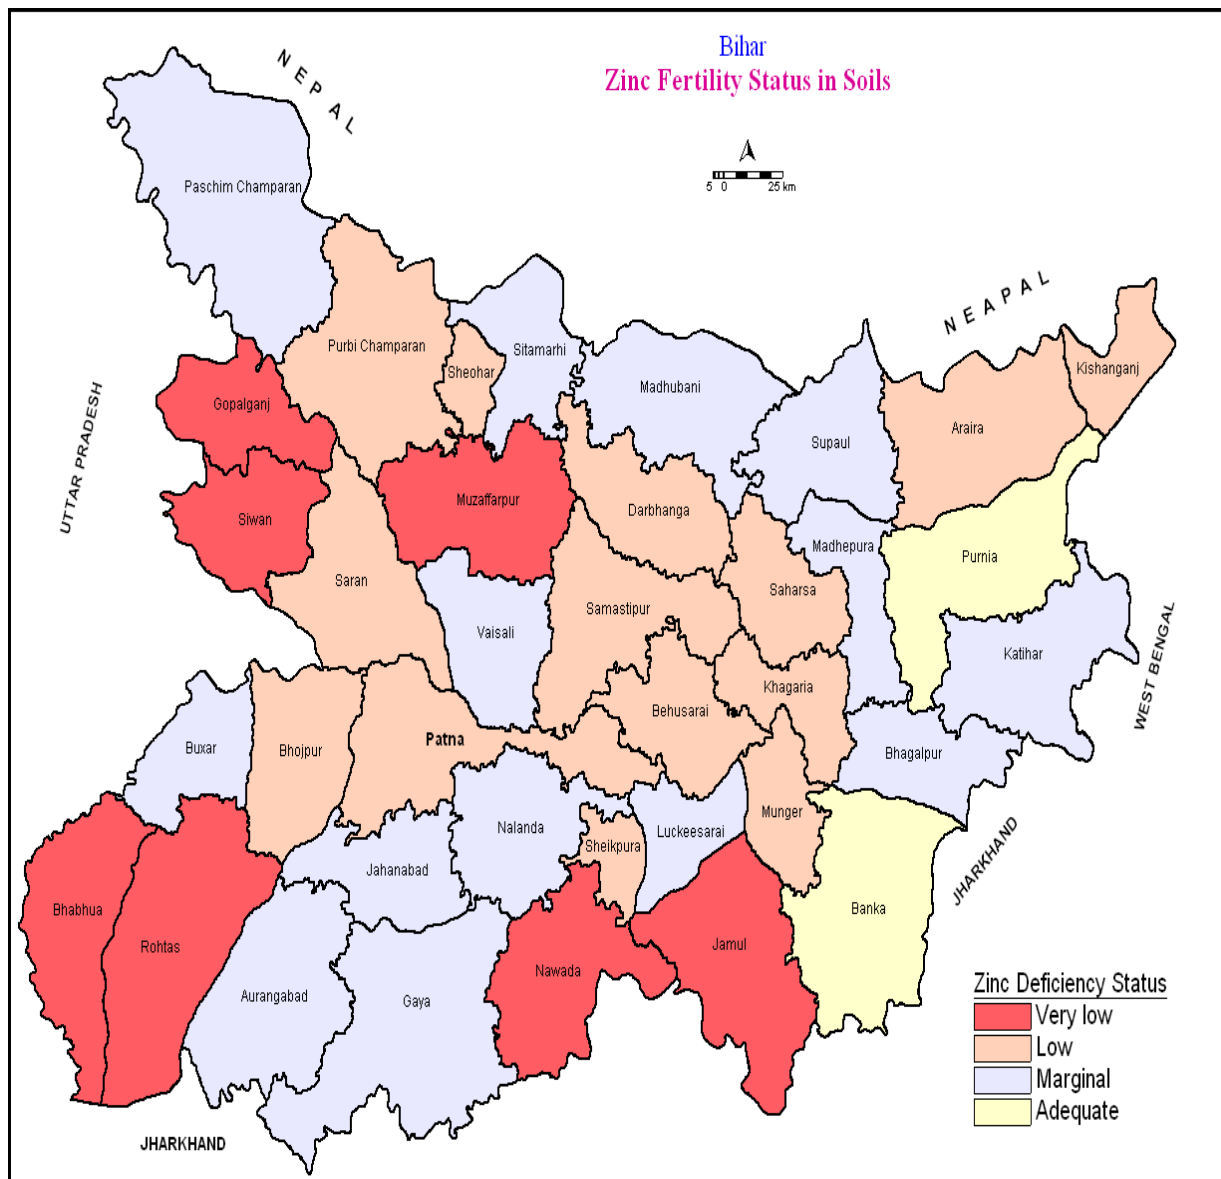 Bihar
Zinc Fertility Status in Soils
NEPAL
5 0 25 km
Paschim Champaran
NEAPAL
Purbi Champaran
Sheohar
Sitamarhi
Madhubani
Kishanganj
Gopalganj
UTTAR PRADESH
Supaul
Araira
Siwan
Muzaffarpur
Darbhanga
Madhepura
Purnia
Saran
Samastipur
Saharsa
Vaisali
Katihar
WEST BENGAL
Khagaria
Behusarai
Buxar
Bhojpur
Patna
Bhagalpur
Nalanda
Luckeesarai
Munger
Sheikpura
Jahanabad
JHARKHAND
Bhabhua
Rohtas
Banka
Jamul
Nawada
Aurangabad
Gaya
Zinc Deficiency Status
Very low
Low
Marginal
Adequate
JHARKHAND